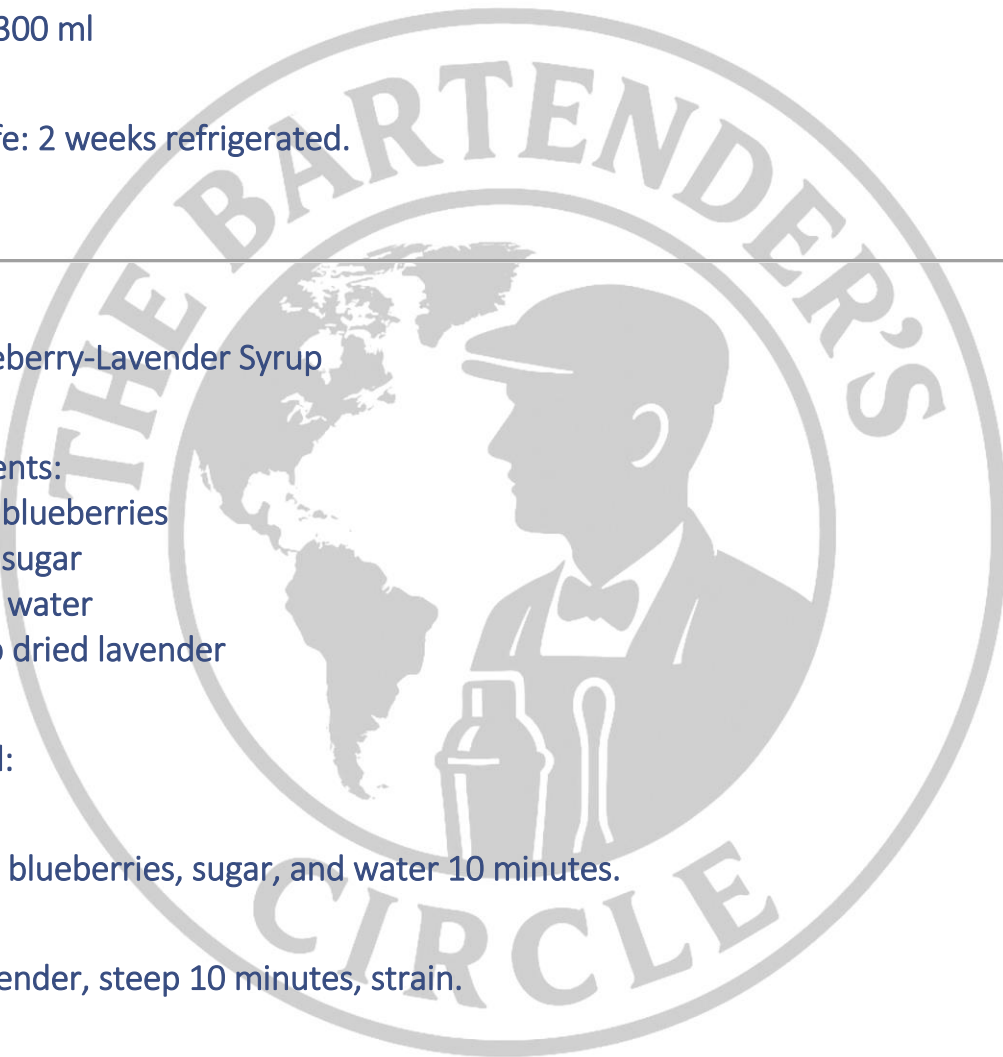 300 ml
fe: 2 weeks refrigerated.
eberry-Lavender Syrup
ents:
blueberries
sugar
water
dried lavender
:
blueberries, sugar, and water 10 minutes.
ender, steep 10 minutes, strain.
THE BARTENDER'S
CIRCLE